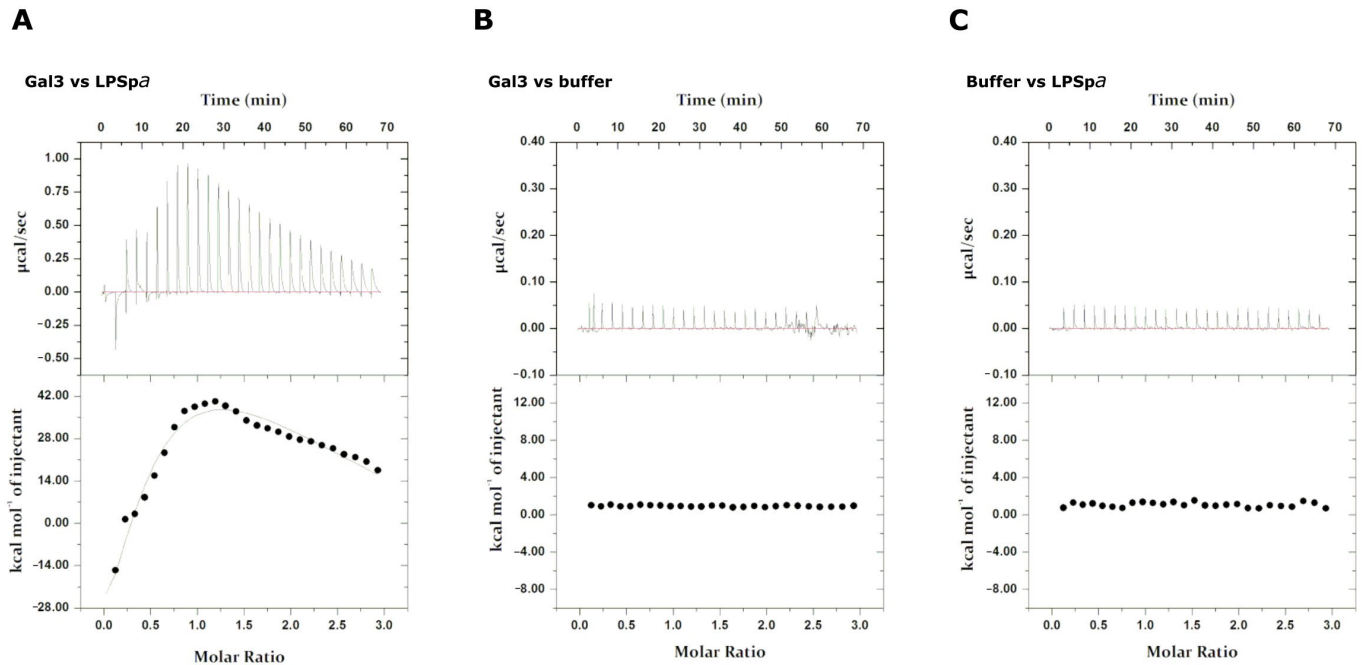 A
B
C
Gal3 vs LPSpa
Gal3 vs buffer
Buffer vs LPSpa
Time (min)
0 10 20 30 40 50 60 70
1.00
0.75
0.50
0.25
0.00
−0.25
−0.50
µcal/sec
42.00
28.00
14.00
0.00
−14.00
−28.00
kcal mol⁻¹ of injectant
0.0 0.5 1.0 1.5 2.0 2.5 3.0
Molar Ratio
Time (min)
0 10 20 30 40 50 60 70
0.40
0.30
0.20
0.10
0.00
−0.10
µcal/sec
12.00
8.00
4.00
0.00
−4.00
−8.00
kcal mol⁻¹ of injectant
0.0 0.5 1.0 1.5 2.0 2.5 3.0
Molar Ratio
Time (min)
0 10 20 30 40 50 60 70
0.40
0.30
0.20
0.10
0.00
−0.10
µcal/sec
12.00
8.00
4.00
0.00
−4.00
−8.00
kcal mol⁻¹ of injectant
0.0 0.5 1.0 1.5 2.0 2.5 3.0
Molar Ratio